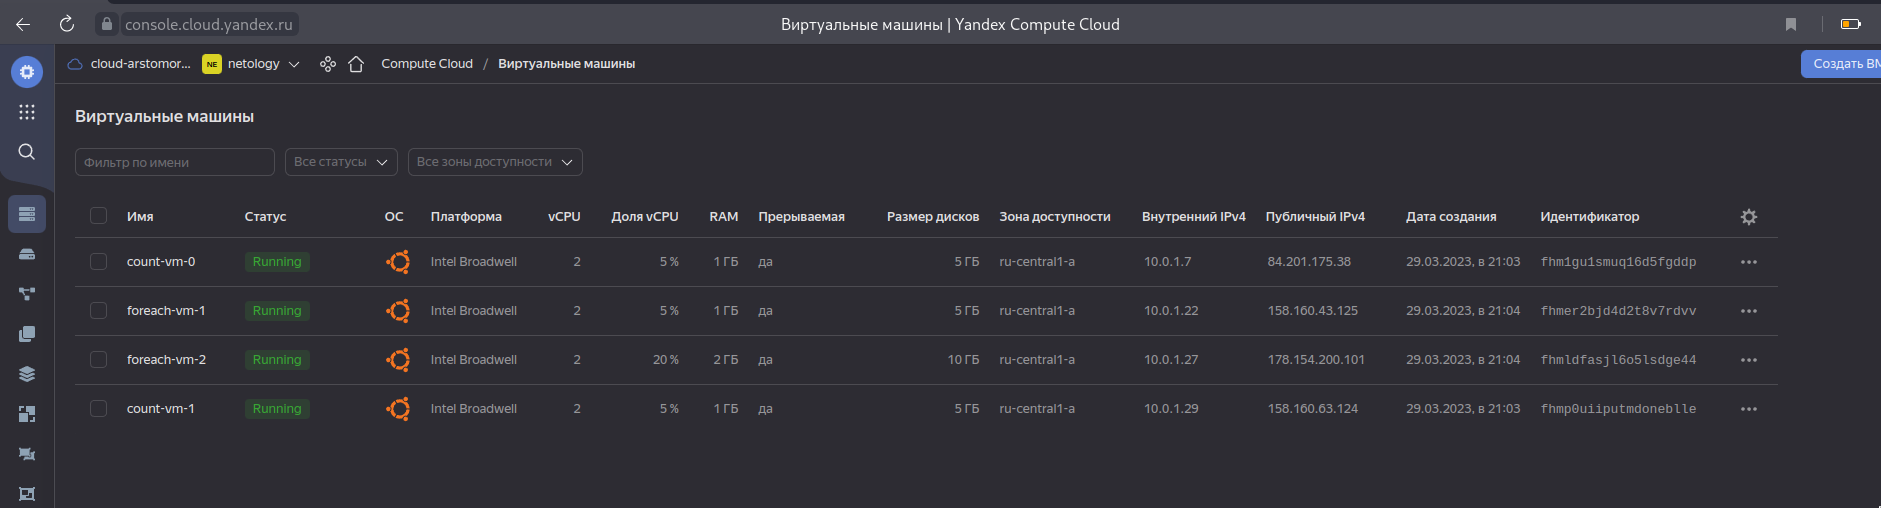 console.cloud.yandex.ru Виртуальные машины | Yandex Compute Cloud
cloud-arstomor... NE netology Compute Cloud / Виртуальные машины Создать ВМ
Виртуальные машины
Фильтр по имени Все статусы Все зоны доступности
Имя Статус ОС Платформа vCPU Доля vCPU RAM Прерываемая Размер дисков Зона доступности Внутренний IPv4 Публичный IPv4 Дата создания Идентификатор
count-vm-0 Running Intel Broadwell 2 5 % 1 ГБ да 5 ГБ ru-central1-a 10.0.1.7 84.201.175.38 29.03.2023, в 21:03 fhm1gu1smuq16d5fgddp
foreach-vm-1 Running Intel Broadwell 2 5 % 1 ГБ да 5 ГБ ru-central1-a 10.0.1.22 158.160.43.125 29.03.2023, в 21:04 fhmer2bjd4d2t8v7rdvv
foreach-vm-2 Running Intel Broadwell 2 20 % 2 ГБ да 10 ГБ ru-central1-a 10.0.1.27 178.154.200.101 29.03.2023, в 21:04 fhmldfasjl6o5lsdge44
count-vm-1 Running Intel Broadwell 2 5 % 1 ГБ да 5 ГБ ru-central1-a 10.0.1.29 158.160.63.124 29.03.2023, в 21:03 fhmp0uiiputmdoneblle